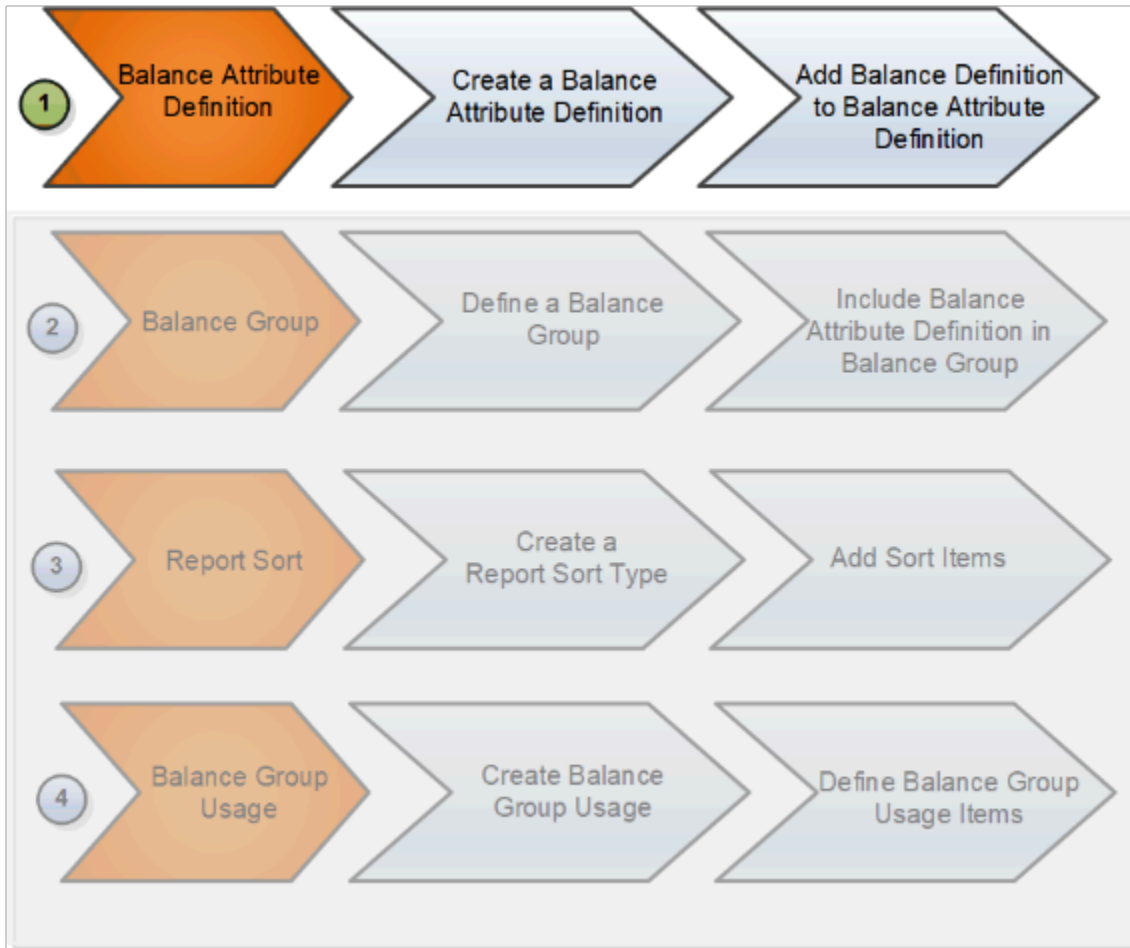 1
Balance Attribute
Definition
Create a Balance
Attribute Definition
Add Balance Definition
to Balance Attribute
Definition
2
Balance Group
Define a Balance
Group
Include Balance
Attribute Definition in
Balance Group
3
Report Sort
Create a
Report Sort Type
Add Sort Items
4
Balance Group
Usage
Create Balance
Group Usage
Define Balance Group
Usage Items